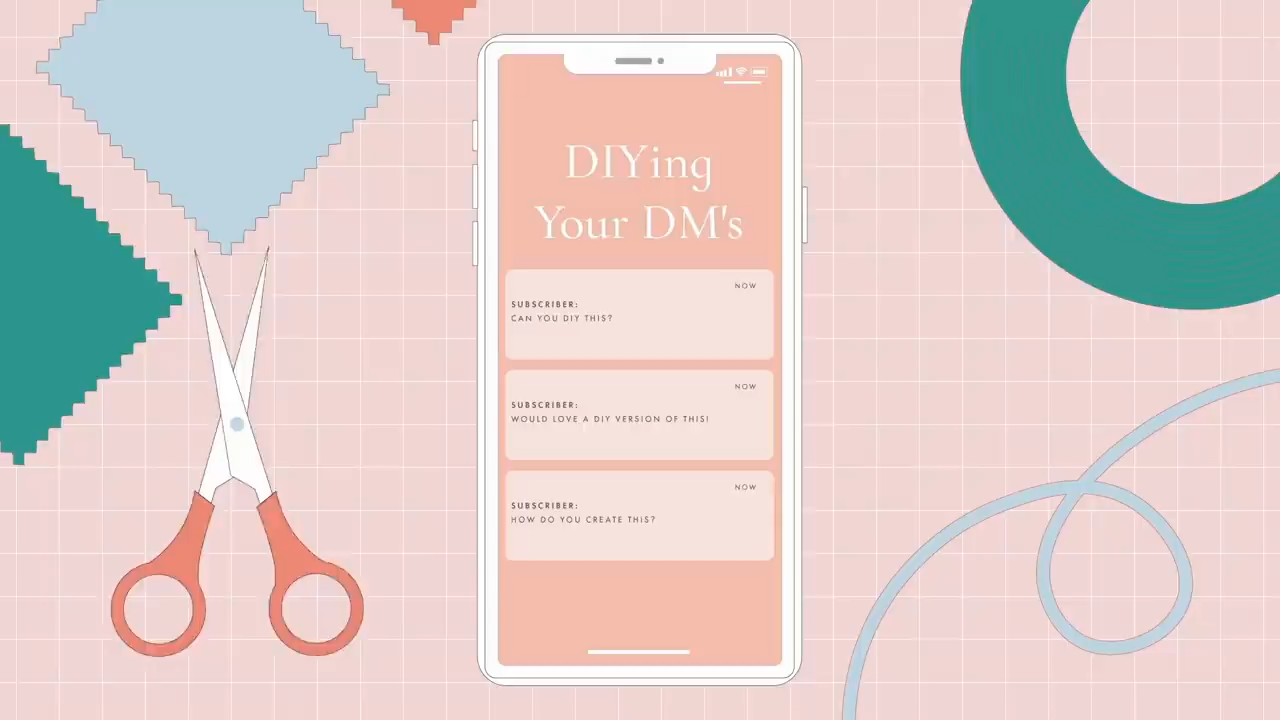 DIYing
Your DM's
NOW
SUBSCRIBER:
CAN YOU DIY THIS?
NOW
SUBSCRIBER:
WOULD LOVE A DIY VERSION OF THIS!
NOW
SUBSCRIBER:
HOW DO YOU CREATE THIS?